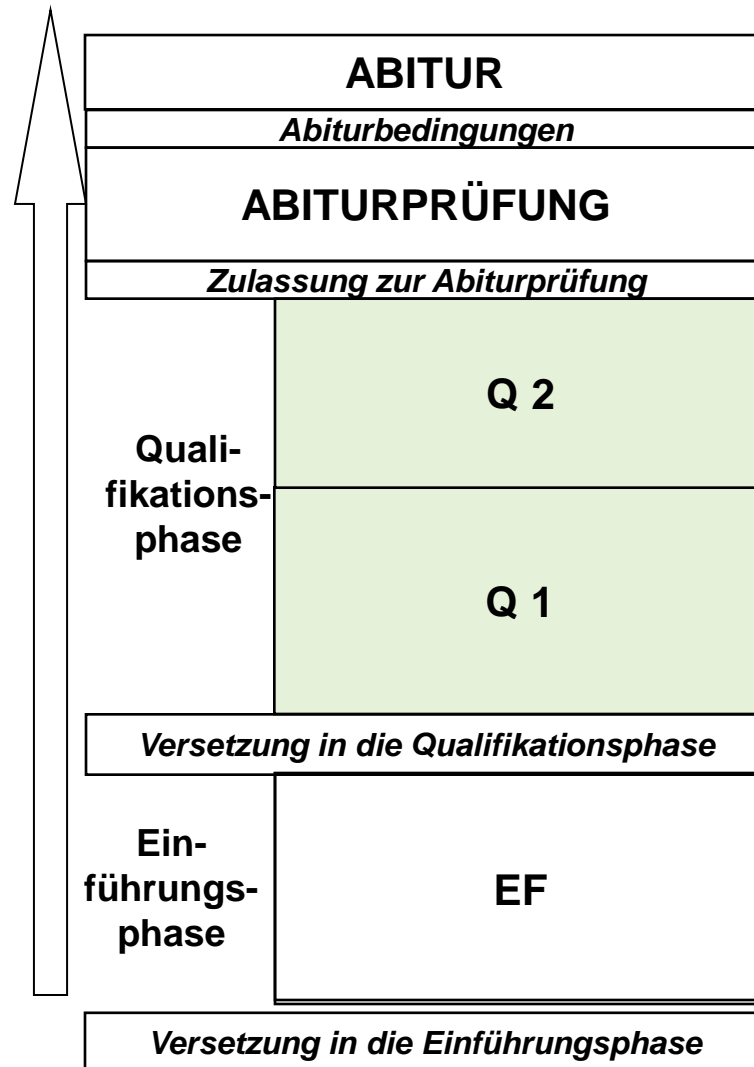 ABITUR
Abiturbedingungen
ABITURPRÜFUNG
Zulassung zur Abiturprüfung
Q 2
Quali-
fikations-
phase
Q 1
Versetzung in die Qualifikationsphase
Ein-
führungs-
phase
EF
Versetzung in die Einführungsphase